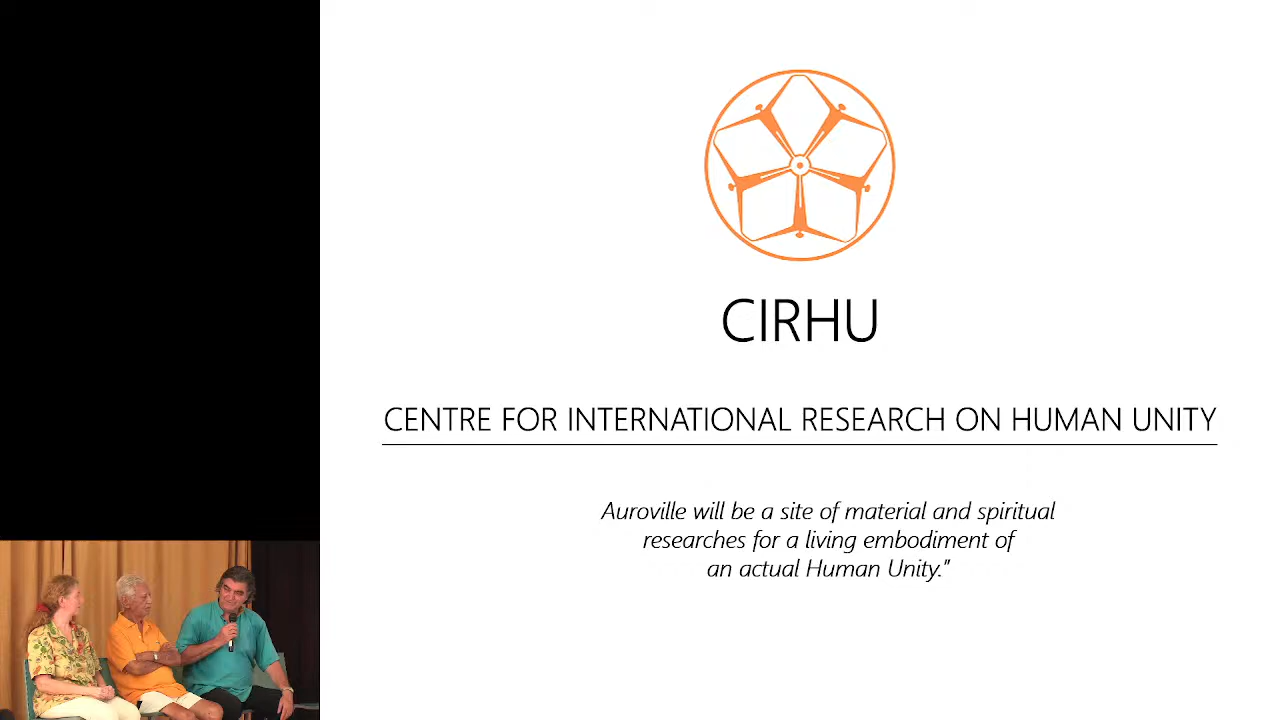 CIRHU
CENTRE FOR INTERNATIONAL RESEARCH ON HUMAN UNITY
Auroville will be a site of material and spiritual
researches for a living embodiment of
an actual Human Unity."